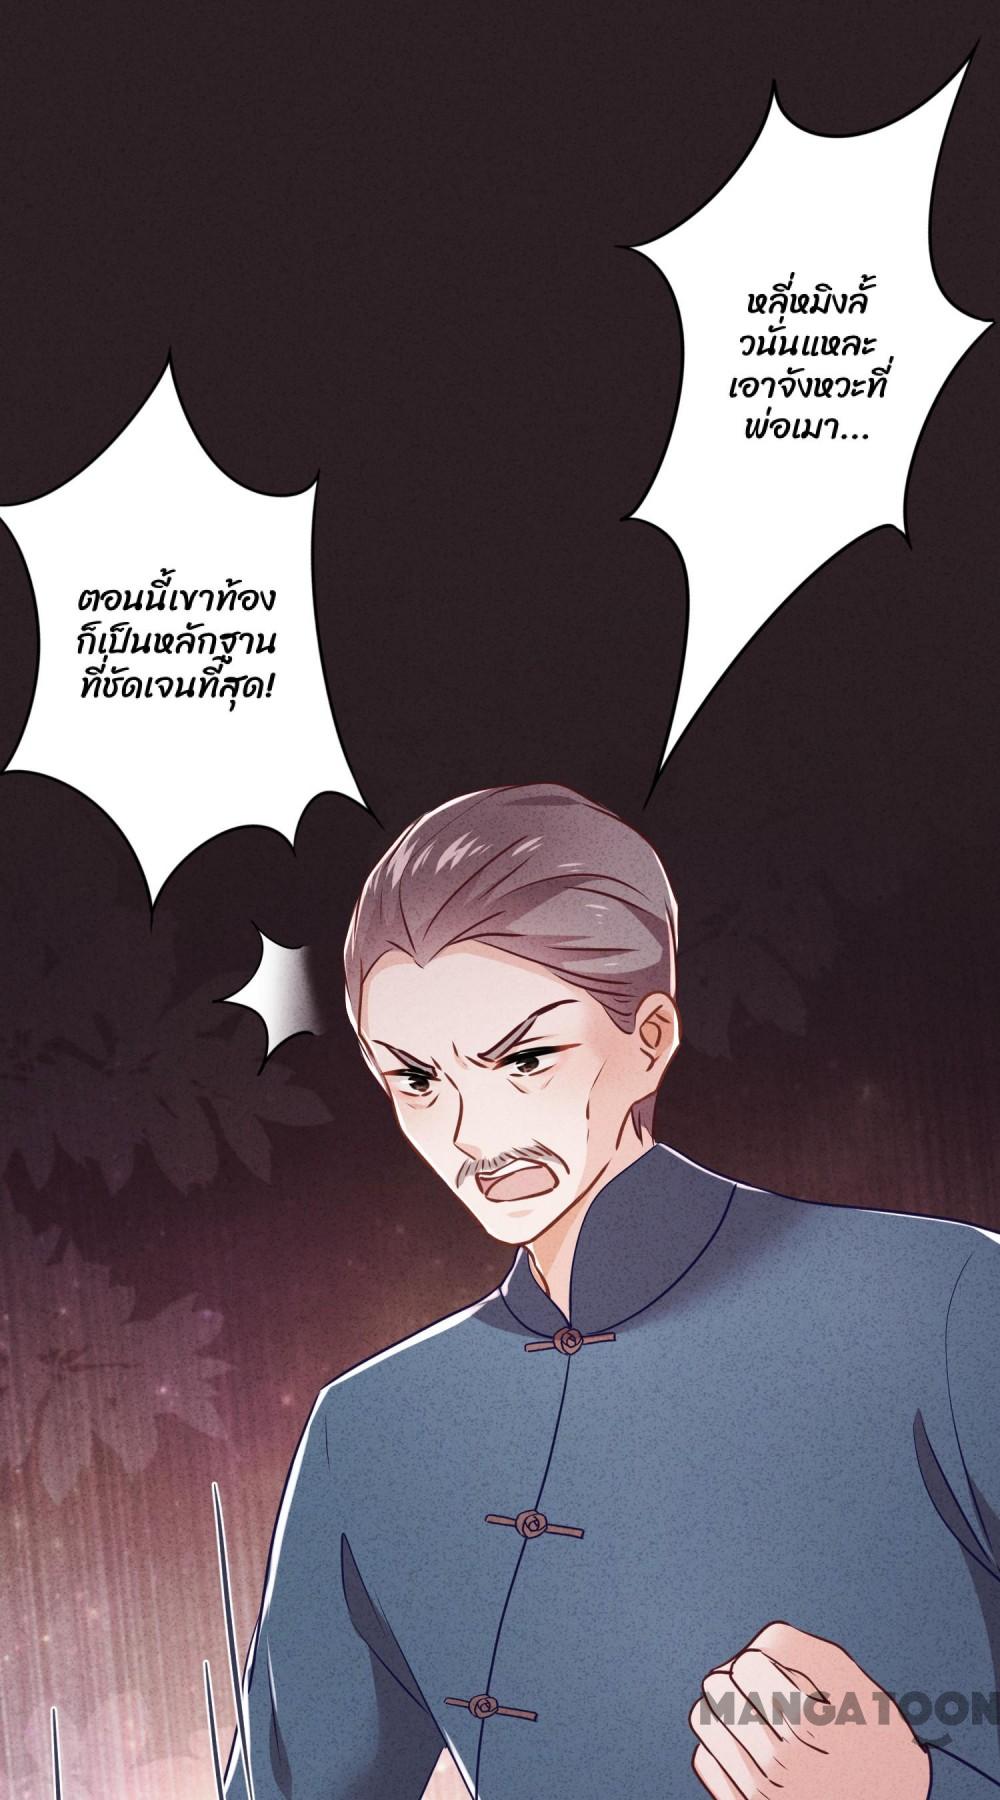 หลี่หมิงลั้
วนั่นแหละ
เอาจังหวะที่
พ่อเมา...
ตอนนี้เขาท้อง
ก็เป็นหลักฐาน
ที่ชัดเจนที่สุด!
MANGATOON